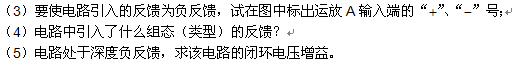 （3）要使电路引入的反馈为负反馈，试在图中标出运放 A 输入端的“+”、“−”号;
（4）电路中引入了什么组态（类型）的反馈？
（5）电路处于深度负反馈，求该电路的闭环电压增益。